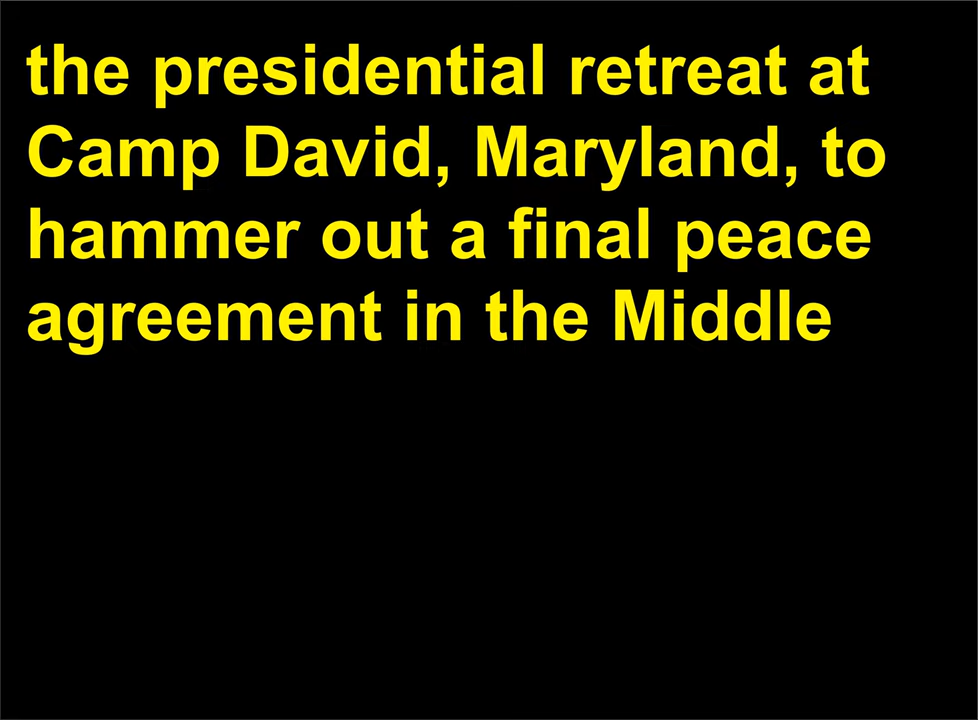 the presidential retreat at
Camp David, Maryland, to
hammer out a final peace
agreement in the Middle